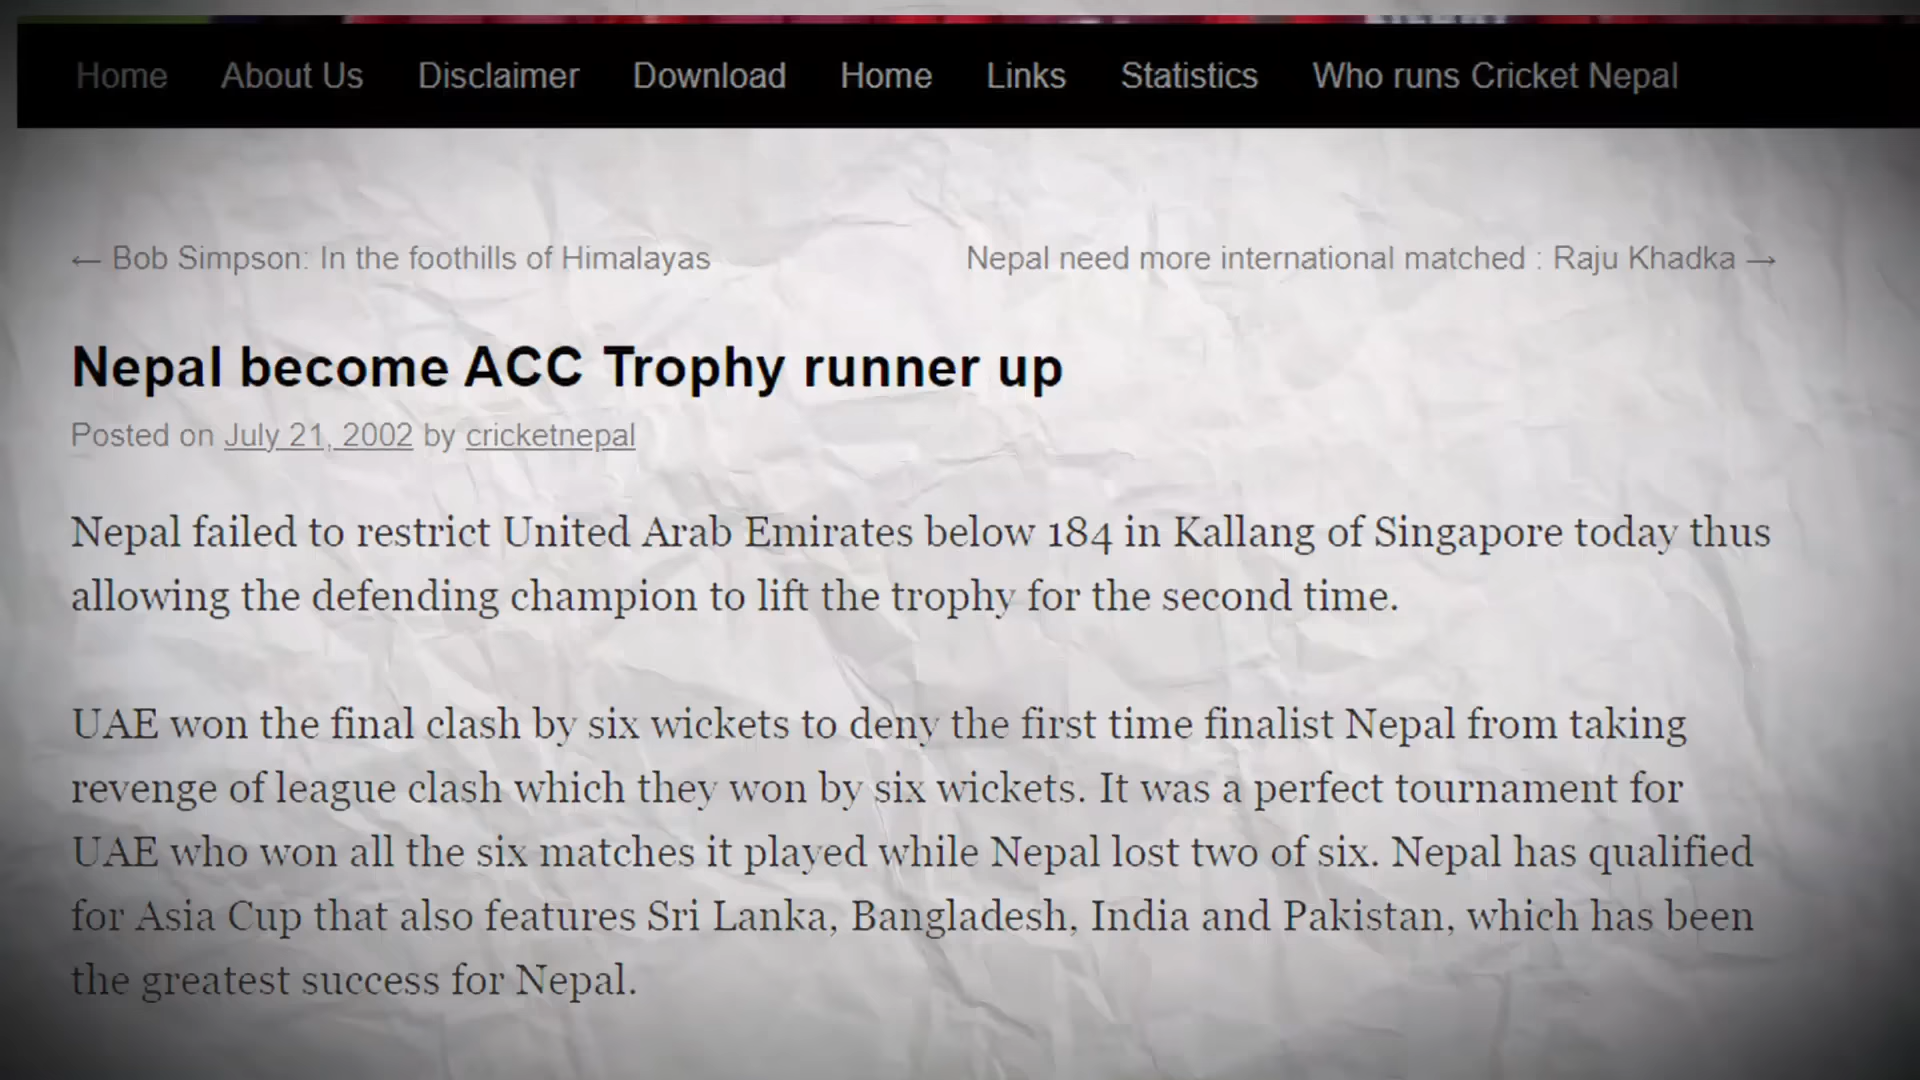 Home About Us Disclaimer Download Home Links Statistics Who runs Cricket Nepal
← Bob Simpson: In the foothills of Himalayas Nepal need more international matched : Raju Khadka →
Nepal become ACC Trophy runner up
Posted on July 21, 2002 by cricketnepal
Nepal failed to restrict United Arab Emirates below 184 in Kallang of Singapore today thus
allowing the defending champion to lift the trophy for the second time.
UAE won the final clash by six wickets to deny the first time finalist Nepal from taking
revenge of league clash which they won by six wickets. It was a perfect tournament for
UAE who won all the six matches it played while Nepal lost two of six. Nepal has qualified
for Asia Cup that also features Sri Lanka, Bangladesh, India and Pakistan, which has been
the greatest success for Nepal.